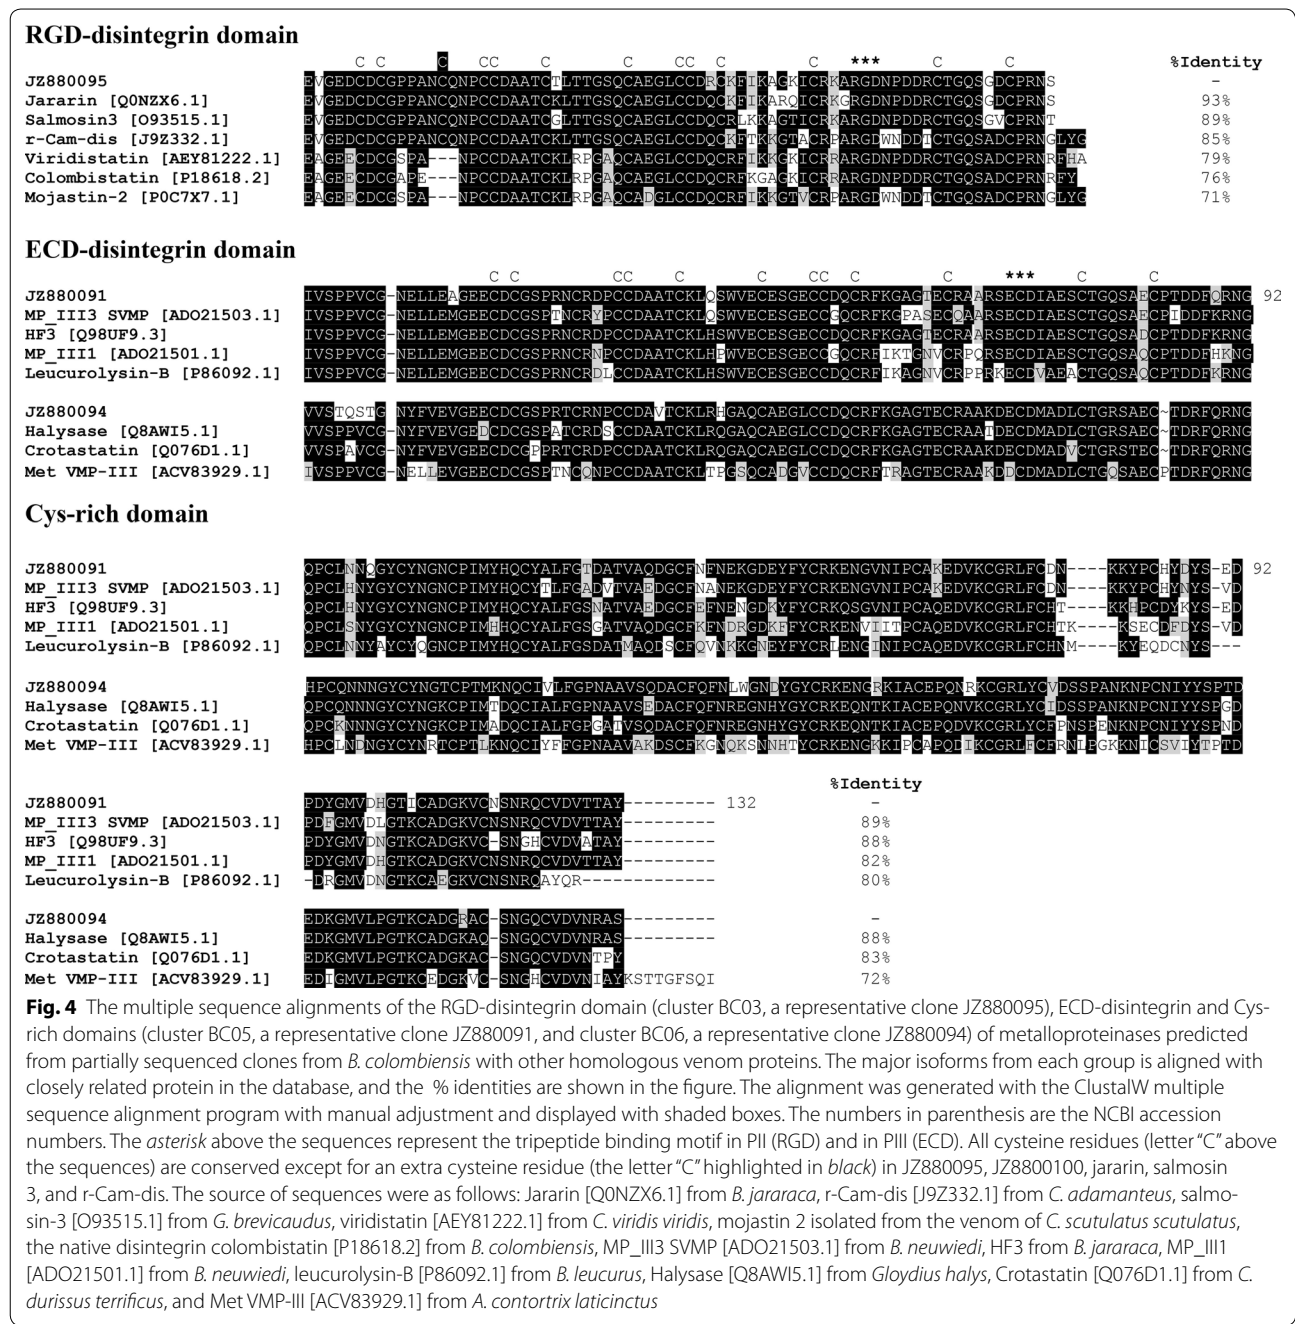 RGD-disintegrin domain
C C C CC C C CC C C *** C C %Identity
JZ880095 EVGEDCDCGPPANCQNPCCDAATCTLTTGSQCAEGLCCDRCKFIKAGKICRKARGDNPDDRCTGQSGDCPRNS -
Jararin [Q0NZX6.1] EVGEDCDCGPPANCQNPCCDAATCKLTTGSQCAEGLCCDQCKFIKARQICRKGRGDNPDDRCTGQSGDCPRNS 93%
Salmosin3 [O93515.1] EVGEDCDCGPPANCQNPCCDAATCGLTTGSQCAEGLCCDQCRLKKAGTICRKARGDNPDDRCTGQSGVCPRNT 89%
r-Cam-dis [J9Z332.1] EVGEDCDCGPPANCQNPCCDAATCKLTTGSQCAEGLCCDQCKFTKKGTACRPARGDWNDDTCTGQSADCPRNGLYG 85%
Viridistatin [AEY81222.1] EAGEECDCGSPA---NPCCDAATCKLRPGAQCAEGLCCDQCRFIKKGKICRRARGDNPDDRCTGQSADCPRNRFHA 79%
Colombistatin [P18618.2] EAGEECDCGAPE---NPCCDAATCKLRPGAQCAEGLCCDQCRFKGAGKICRRARGDNPDDRCTGQSADCPRNRFY 76%
Mojastin-2 [P0C7X7.1] EAGEECDCGSPA---NPCCDAATCKLRPGAQCADGLCCDQCRFIKKGTVCRPARGDWNDDTCTGQSADCPRNGLYG 71%
ECD-disintegrin domain
C C CC C C CC C C *** C C
JZ880091 IVSPPVCG-NELLEAGEECDCGSPRNCRDPCCDAATCKLQSWVECESGECCDQCRFKGAGTECRAARSECDIAESCTGQSAECPTDDFQRNG 92
MP_III3 SVMP [ADO21503.1] IVSPPVCG-NELLEMGEECDCGSPTNCRYPCCDAATCKLQSWVECESGECCGQCRFKGPASECQAARSECDIAESCTGQSAECPIDDFKRNG
HF3 [Q98UF9.3] IVSPPVCG-NELLEMGEECDCGSPRNCRDPCCDAATCKLHSWVECESGECCDQCRFKGAGTECRAARSECDIAESCTGQSADCPTDDFKRNG
MP_III1 [ADO21501.1] IVSPPVCG-NELLEMGEECDCGSPRNCRNPCCDAATCKLHPWVECESGECCGQCRFIKTGNVCRPQRSECDIAESCTGQSAQCPTDDFHKNG
Leucurolysin-B [P86092.1] IVSPPVCG-NELLEMGEECDCGSPRNCRDLCCDAATCKLHSWVECESGECCDQCRFIKAGNVCRPPRKECDVAEACTGQSAQCPTDDFKRNG
JZ880094 VVSTQSTG-NYFVEVGEECDCGSPRTCRNPCCDAVTCKLRHGAQCAEGLCCDQCRFKGAGTECRAAKDECDMADLCTGRSAEC~TDRFQRNG
Halysase [Q8AWI5.1] VVSPPVCG-NYFVEVGEDCDCGSPATCRDSCCDAATCKLRQGAQCAEGLCCDQCRFKGAGTECRAATDECDMADLCTGRSAEC~TDRFQRNG
Crotastatin [Q076D1.1] VVSPAVCG-NYFVEVGEECDCGPPRTCRDPCCDAATCKLRQGAQCAEGLCCDQCRFKGAGTECRAAKDECDMADVCTGRSTEC~TDRFQRNG
Met VMP-III [ACV83929.1] IVSPPVCG-NELLEVGEECDCGSPTNCQNPCCDAATCKLTPGSQCADGVCCDQCRFTRAGTECRAAKDDCDMADLCTGQSAECPTDRFQRNG
Cys-rich domain
JZ880091 QPCLNNQGYCYNGNCPIMYHQCYALFGTDATVAQDGCFNFNEKGDEYFYCRKENGVNIPCAKEDVKCGRLFCDN----KKYPCHYDYS-ED 92
MP_III3 SVMP [ADO21503.1] QPCLHNYGYCYNGNCPIMYHQCYTLFGADVTVAEDGCFNANEKGDEYFYCRKENGVNIPCAKEDVKCGRLFCDN----KKYPCHYNYS-VD
HF3 [Q98UF9.3] QPCLHNYGYCYNGNCPIMYHQCYALFGSNATVAEDGCFEFNENGDKYFYCRKQSGVNIPCAQEDVKCGRLFCHT----KKHPCDYKYS-ED
MP_III1 [ADO21501.1] QPCLSNYGYCYNGNCPIMHHQCYALFGSGATVAQDGCFKFNDRGDKFFYCRKENVIITPCAQEDVKCGRLFCHTK----KSECDFDYS-VD
Leucurolysin-B [P86092.1] QPCLNNYAYCYQGNCPIMYHQCYALFGSDATMAQDSCFQVNKKGNEYFYCRLENGINIPCAQEDVKCGRLFCHNM----KYEQDCNYS---
JZ880094 HPCQNNNGYCYNGTCPTMKNQCIVLFGPNAAVSQDACFQFNLWGNDYGYCRKENGRKIACEPQNRKCGRLYCVDSSPANKNPCNIYYSPTD
Halysase [Q8AWI5.1] QPCQNNNGYCYNGKCPIMTDQCIALFGPNAAVSEDACFQFNREGNHYGYCRKEQNTKIACEPQNVKCGRLYCIDSSPANKNPCNIYYSPGD
Crotastatin [Q076D1.1] QPCKNNNGYCYNGKCPIMADQCIALFGPGATVSQDACFQFNREGNHYGYCRKEQNTKIACEPQDVKCGRLYCFPNSPENKNPCNIYYSPND
Met VMP-III [ACV83929.1] HPCLNDNGYCYNRTCPTLKNQCIYFFGPNAAVAKDSCFKGNQKSNNHTYCRKENGKKIPCAPQDIKCGRLFCFRNLPGKKNICSVIYTPTD
%Identity
JZ880091 PDYGMVDHGTICADGKVCNSNRQCVDVTTAY--------- 132 -
MP_III3 SVMP [ADO21503.1] PDFGMVDLGTKCADGKVCNSNRQCVDVTTAY--------- 89%
HF3 [Q98UF9.3] PDYGMVDNGTKCADGKVC-SNGHCVDVATAY--------- 88%
MP_III1 [ADO21501.1] PDYGMVDHGTKCADGKVCNSNRQCVDVTTAY--------- 82%
Leucurolysin-B [P86092.1] -DRGMVDNGTKCAEGKVCNSNRQAYQR------------- 80%
JZ880094 EDKGMVLPGTKCADGRAC-SNGQCVDVNRAS--------- -
Halysase [Q8AWI5.1] EDKGMVLPGTKCADGKAQ-SNGQCVDVNRAS--------- 88%
Crotastatin [Q076D1.1] EDKGMVLPGTKCADGKAC-SNGQCVDVNTPY--------- 83%
Met VMP-III [ACV83929.1] EDIGMVLPGTKCEDGKVC-SNGHCVDVNIAYKSTTGFSQI 72%
Fig. 4 The multiple sequence alignments of the RGD-disintegrin domain (cluster BC03, a representative clone JZ880095), ECD-disintegrin and Cys-
rich domains (cluster BC05, a representative clone JZ880091, and cluster BC06, a representative clone JZ880094) of metalloproteinases predicted
from partially sequenced clones from B. colombiensis with other homologous venom proteins. The major isoforms from each group is aligned with
closely related protein in the database, and the % identities are shown in the figure. The alignment was generated with the ClustalW multiple
sequence alignment program with manual adjustment and displayed with shaded boxes. The numbers in parenthesis are the NCBI accession
numbers. The asterisk above the sequences represent the tripeptide binding motif in PII (RGD) and in PIII (ECD). All cysteine residues (letter “C” above
the sequences) are conserved except for an extra cysteine residue (the letter “C” highlighted in black) in JZ880095, JZ8800100, jararin, salmosin
3, and r-Cam-dis. The source of sequences were as follows: Jararin [Q0NZX6.1] from B. jararaca, r-Cam-dis [J9Z332.1] from C. adamanteus, salmo-
sin-3 [O93515.1] from G. brevicaudus, viridistatin [AEY81222.1] from C. viridis viridis, mojastin 2 isolated from the venom of C. scutulatus scutulatus,
the native disintegrin colombistatin [P18618.2] from B. colombiensis, MP_III3 SVMP [ADO21503.1] from B. neuwiedi, HF3 from B. jararaca, MP_III1
[ADO21501.1] from B. neuwiedi, leucurolysin-B [P86092.1] from B. leucurus, Halysase [Q8AWI5.1] from Gloydius halys, Crotastatin [Q076D1.1] from C.
durissus terrificus, and Met VMP-III [ACV83929.1] from A. contortrix laticinctus